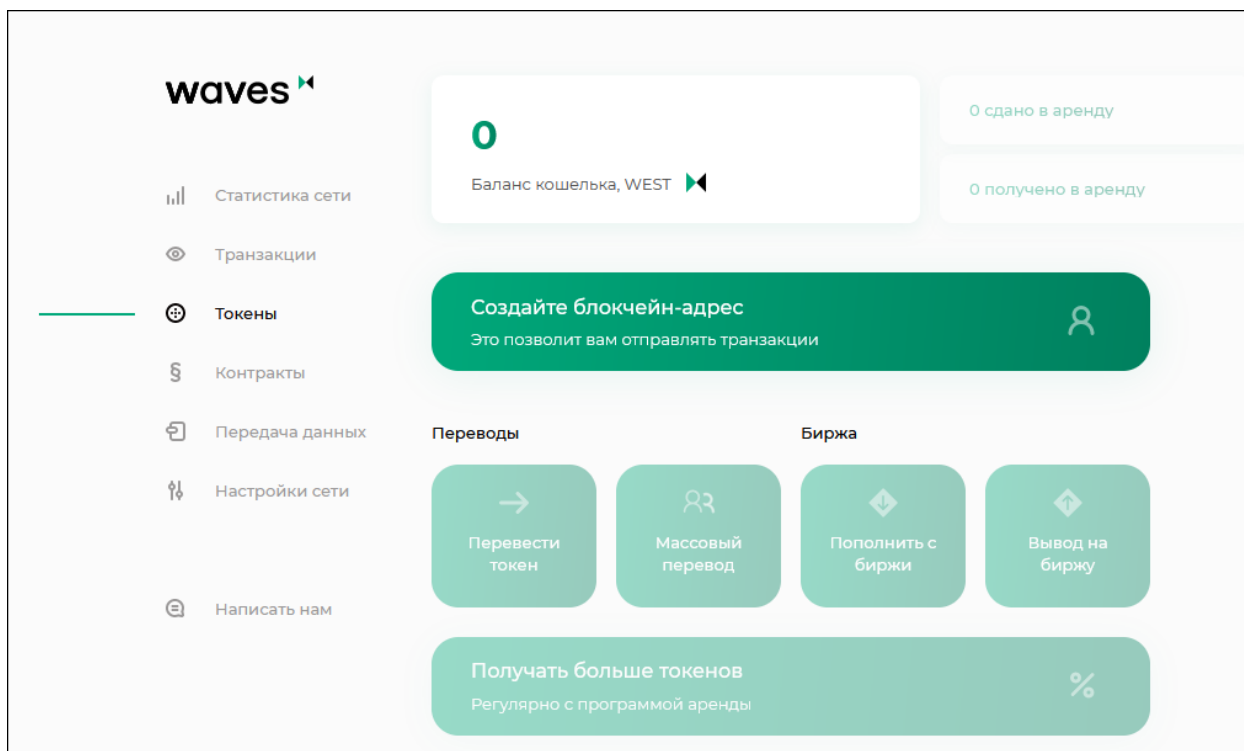 waves
Статистика сети
Транзакции
Токены
Контракты
Передача данных
Настройки сети
Написать нам
0
Баланс кошелька, WEST
0 сдано в аренду
0 получено в аренду
Создайте блокчейн-адрес
Это позволит вам отправлять транзакции
Переводы
Биржа
Перевести
токен
Массовый
перевод
Пополнить с
биржи
Вывод на
биржу
Получать больше токенов
Регулярно с программой аренды